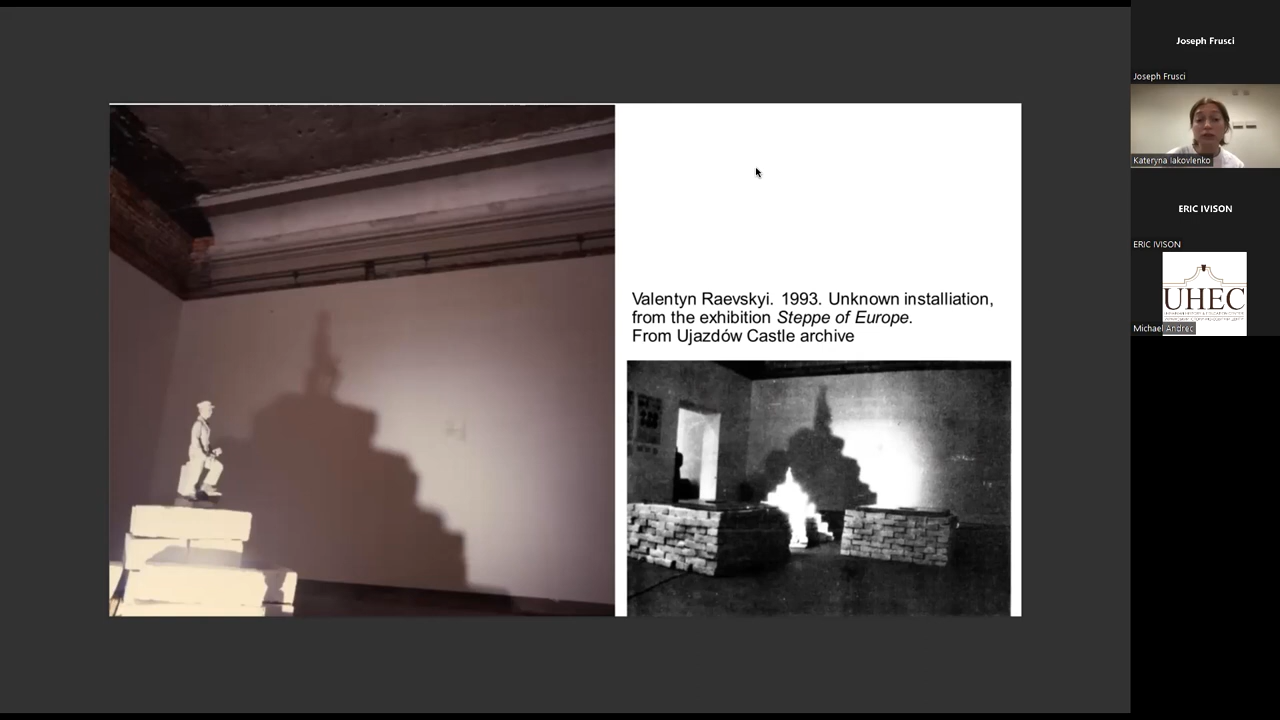 Valentyn Raevskyi. 1993. Unknown installiation,
from the exhibition Steppe of Europe.
From Ujazdów Castle archive
Joseph Frusci
Joseph Frusci
Kateryna Iakovlenko
ERIC IVISON
ERIC IVISON
UHEC
Michael Andrec